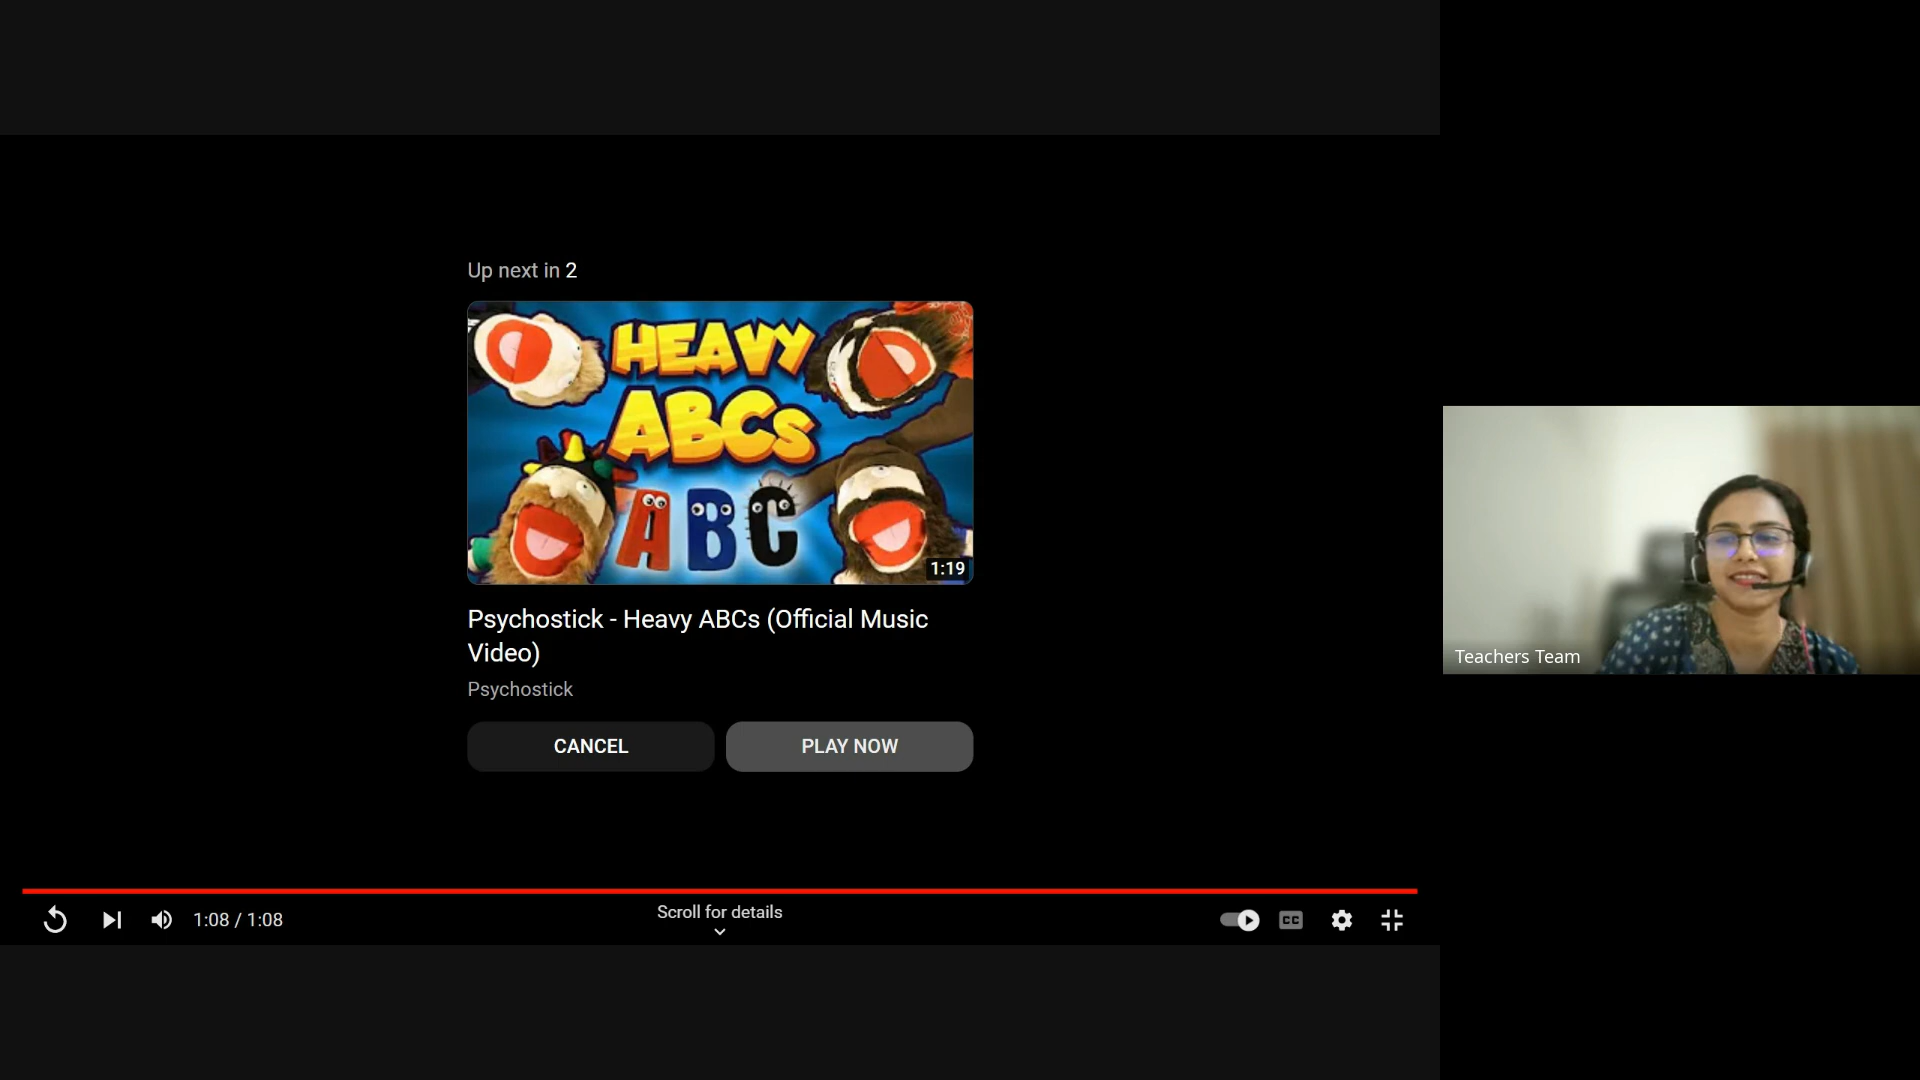 Up next in 2
HEAVY
ABCs
A B C
1:19
Psychostick - Heavy ABCs (Official Music
Video)
Psychostick
CANCEL
PLAY NOW
Teachers Team
1:08 / 1:08
Scroll for details
CC